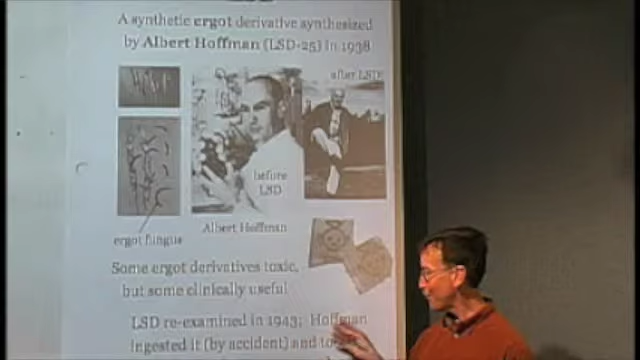 A synthetic ergot derivative synthesized
by Albert Hoffman (LSD-25) in 1938
after LSD
before
LSD
Albert Hoffman
ergot fungus
Some ergot derivatives toxic,
but some clinically useful
LSD re-examined in 1943; Hoffman
ingested it (by accident) and